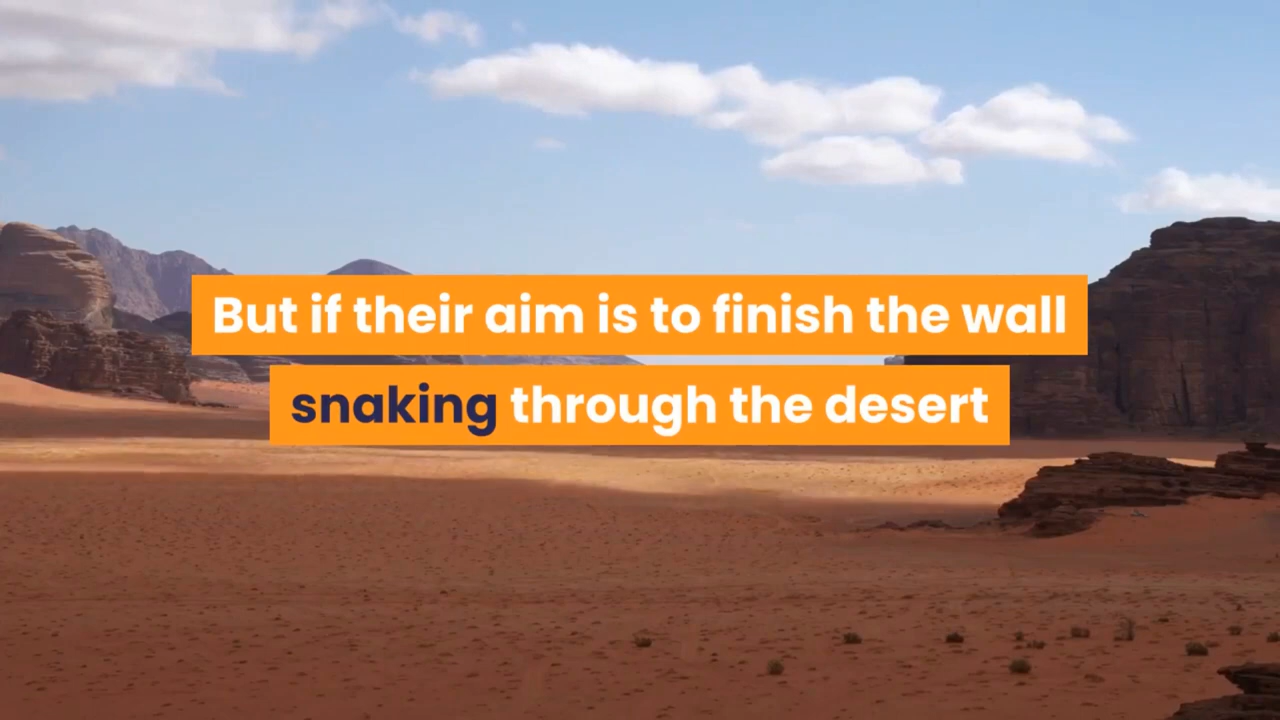 But if their aim is to finish the wall
snaking through the desert